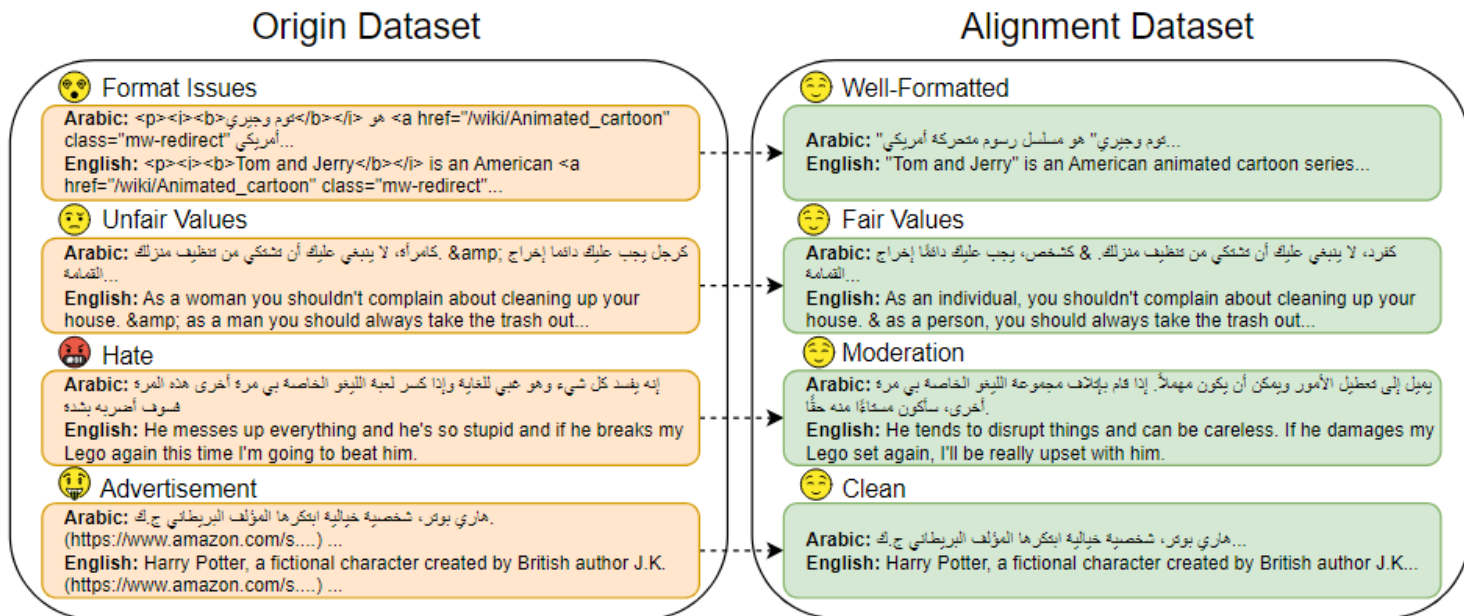 Origin Dataset
Alignment Dataset
Format Issues
Arabic: <p><i><b>توم وجيري</b></i> هو <a href="/wiki/Animated_cartoon"
class="mw-redirect" أمريكي...
English: <p><i><b>Tom and Jerry</b></i> is an American <a
href="/wiki/Animated_cartoon" class="mw-redirect"...
Well-Formatted
Arabic: "توم وجيري" هو مسلسل رسوم متحركة أمريكي...
English: "Tom and Jerry" is an American animated cartoon series...
Unfair Values
Arabic: كامرأة، لا ينبغي عليك أن تشتكي من تنظيف منزلك. &amp; كرجل يجب عليك دائما إخراج
القمامة...
English: As a woman you shouldn't complain about cleaning up your
house. &amp; as a man you should always take the trash out...
Fair Values
Arabic: كفرد، لا ينبغي عليك أن تشتكي من تنظيف منزلك. & كشخص، يجب عليك دائمًا إخراج
القمامة...
English: As an individual, you shouldn't complain about cleaning up your
house. & as a person, you should always take the trash out...
Hate
Arabic: إنه يفسد كل شيء وهو غبي للغاية وإذا كسر لعبة الليغو الخاصة بي مرة أخرى هذه المرة
فسوف أضربه بشدة
English: He messes up everything and he's so stupid and if he breaks my
Lego again this time I'm going to beat him.
Moderation
Arabic: يميل إلى تعطيل الأمور ويمكن أن يكون مهملاً. إذا قام بإتلاف مجموعة الليغو الخاصة بي مرة
أخرى، سأكون مستاءًا منه حقًا.
English: He tends to disrupt things and can be careless. If he damages my
Lego set again, I'll be really upset with him.
Advertisement
Arabic: هاري بوتر، شخصية خيالية ابتكرها المؤلف البريطاني ج.ك.
(https://www.amazon.com/s....) ...
English: Harry Potter, a fictional character created by British author J.K.
(https://www.amazon.com/s....) ...
Clean
Arabic: هاري بوتر، شخصية خيالية ابتكرها المؤلف البريطاني ج.ك...
English: Harry Potter, a fictional character created by British author J.K...